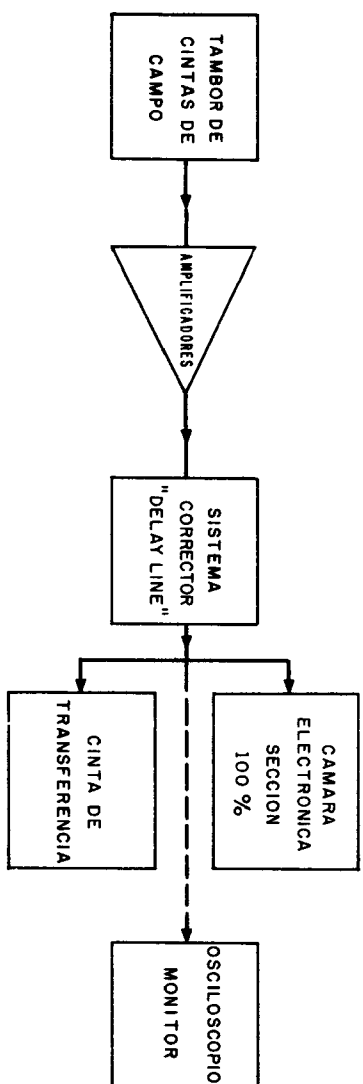 TAMBOR DE
CINTAS DE
CAMPO
AMPLIFICADORES
SISTEMA
CORRECTOR
"DELAY LINE"
CAMARA
ELECTRONICA
SECCION
100 %
CINTA DE
TRANSFERENCIA
OSCILOSCOPIO
MONITOR